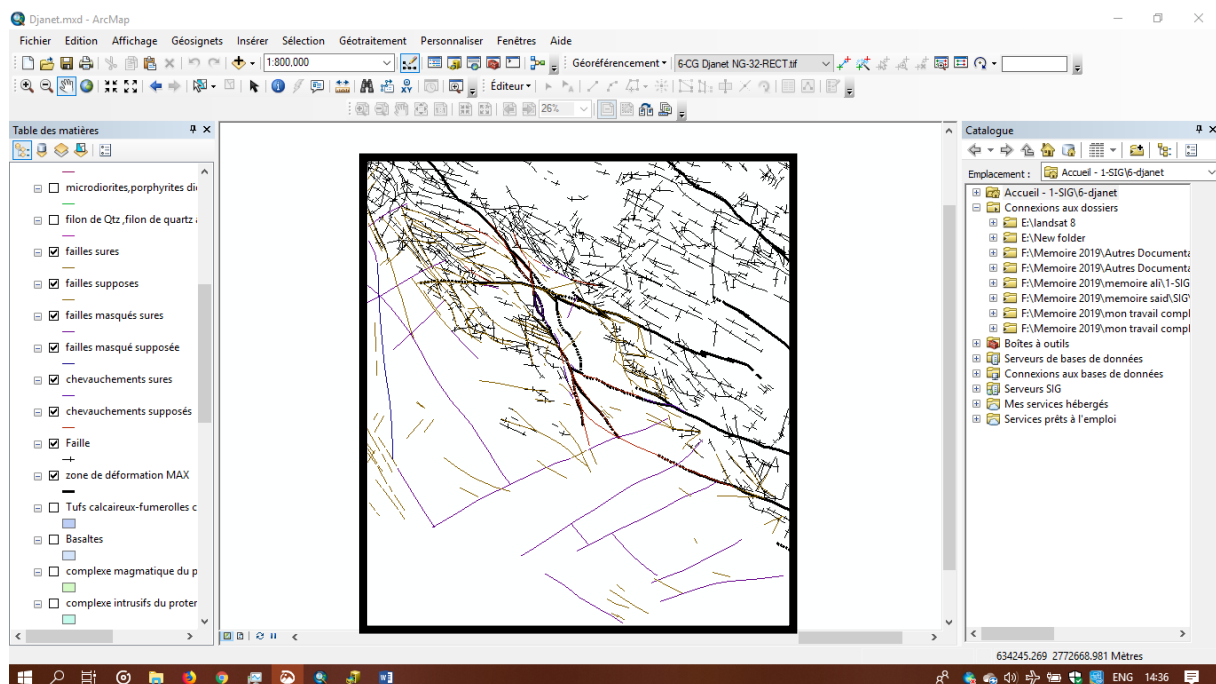 Djanet.mxd - ArcMap
Fichier Edition Affichage Géosignets Insérer Sélection Géotraitement Personnaliser Fenêtres Aide
1:800,000 Géoréférencement 6-CG Djanet NG-32-RECT.tif
Éditeur
26%
Table des matières
microdiorites,porphyrites di
filon de Qtz ,filon de quartz
failles sures
failles supposes
failles masqués sures
failles masqué supposée
chevauchements sures
chevauchements supposés
Faille
zone de déformation MAX
Tufs calcaireux-fumerolles c
Basaltes
complexe magmatique du p
complexe intrusifs du proter
Catalogue
Emplacement : Accueil - 1-SIG\6-djanet
Accueil - 1-SIG\6-djanet
Connexions aux dossiers
E:\landsat 8
E:\New folder
F:\Memoire 2019\Autres Documenta
F:\Memoire 2019\Autres Documenta
F:\Memoire 2019\memoire ali\1-SIG
F:\Memoire 2019\memoire said\SIG\
F:\Memoire 2019\mon travail compl
F:\Memoire 2019\mon travail compl
Boîtes à outils
Serveurs de bases de données
Connexions aux bases de données
Serveurs SIG
Mes services hébergés
Services prêts à l'emploi
634245.269 2772668.981 Mètres
ENG 14:36